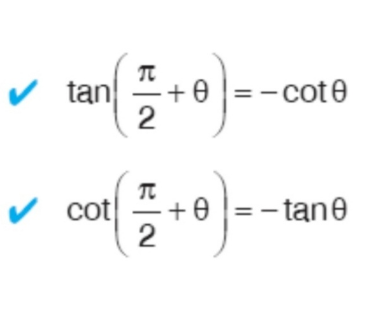 ✔ tan(π/2 + θ) = −cotθ
✔ cot(π/2 + θ) = −tanθ